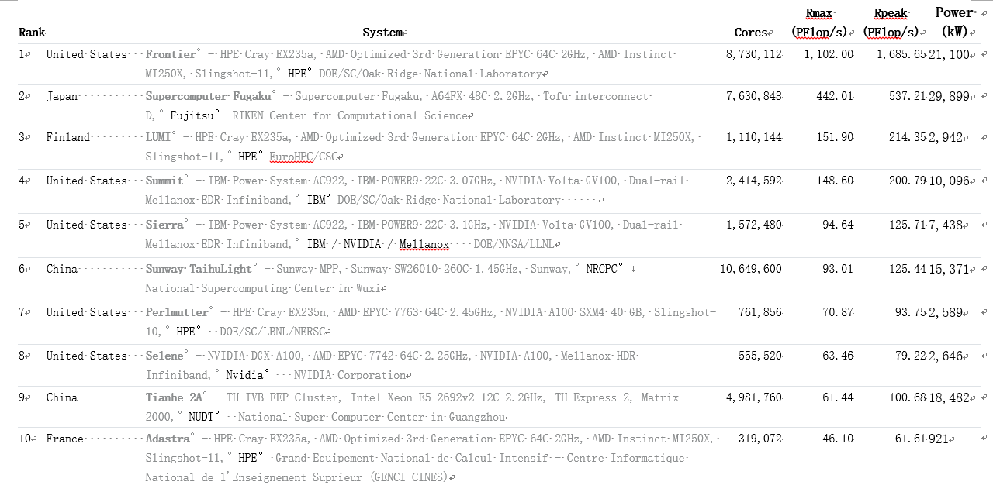 Rmax Rpeak Power
Rank System Cores (PFlop/s) (PFlop/s) (kW)
1 United States Frontier - HPE Cray EX235a, AMD Optimized 3rd Generation EPYC 64C 2GHz, AMD Instinct 8,730,112 1,102.00 1,685.65 21,100
MI250X, Slingshot-11, HPE DOE/SC/Oak Ridge National Laboratory
2 Japan Supercomputer Fugaku - Supercomputer Fugaku, A64FX 48C 2.2GHz, Tofu interconnect 7,630,848 442.01 537.21 29,899
D, Fujitsu RIKEN Center for Computational Science
3 Finland LUMI - HPE Cray EX235a, AMD Optimized 3rd Generation EPYC 64C 2GHz, AMD Instinct MI250X, 1,110,144 151.90 214.35 2,942
Slingshot-11, HPE EuroHPC/CSC
4 United States Summit - IBM Power System AC922, IBM POWER9 22C 3.07GHz, NVIDIA Volta GV100, Dual-rail 2,414,592 148.60 200.79 10,096
Mellanox EDR Infiniband, IBM DOE/SC/Oak Ridge National Laboratory
5 United States Sierra - IBM Power System AC922, IBM POWER9 22C 3.1GHz, NVIDIA Volta GV100, Dual-rail 1,572,480 94.64 125.71 7,438
Mellanox EDR Infiniband, IBM / NVIDIA / Mellanox DOE/NNSA/LLNL
6 China Sunway TaihuLight - Sunway MPP, Sunway SW26010 260C 1.45GHz, Sunway, NRCPC 10,649,600 93.01 125.44 15,371
National Supercomputing Center in Wuxi
7 United States Perlmutter - HPE Cray EX235n, AMD EPYC 7763 64C 2.45GHz, NVIDIA A100 SXM4 40 GB, Slingshot- 761,856 70.87 93.75 2,589
10, HPE DOE/SC/LBNL/NERSC
8 United States Selene - NVIDIA DGX A100, AMD EPYC 7742 64C 2.25GHz, NVIDIA A100, Mellanox HDR 555,520 63.46 79.22 2,646
Infiniband, Nvidia NVIDIA Corporation
9 China Tianhe-2A - TH-IVB-FEP Cluster, Intel Xeon E5-2692v2 12C 2.2GHz, TH Express-2, Matrix- 4,981,760 61.44 100.68 18,482
2000, NUDT National Super Computer Center in Guangzhou
10 France Adastra - HPE Cray EX235a, AMD Optimized 3rd Generation EPYC 64C 2GHz, AMD Instinct MI250X, 319,072 46.10 61.61 921
Slingshot-11, HPE Grand Equipement National de Calcul Intensif - Centre Informatique
National de l'Enseignement Suprieur (GENCI-CINES)